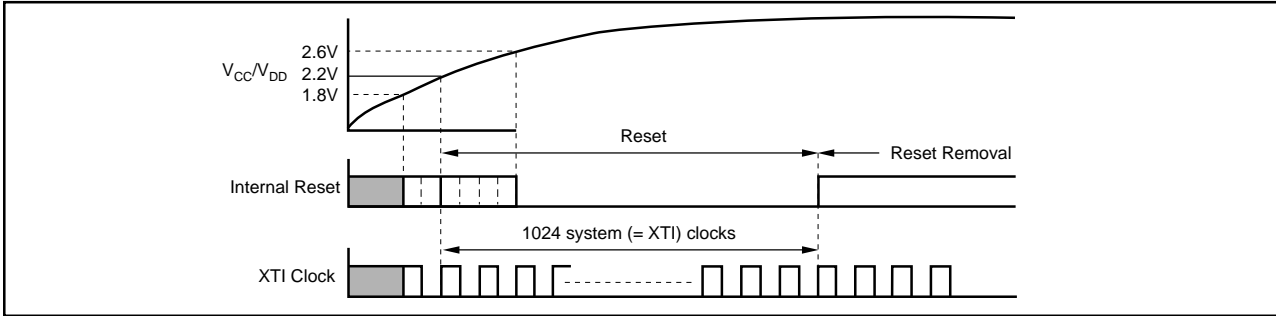 2.6V
V_CC/V_DD 2.2V
1.8V
Reset
Reset Removal
Internal Reset
1024 system (= XTI) clocks
XTI Clock